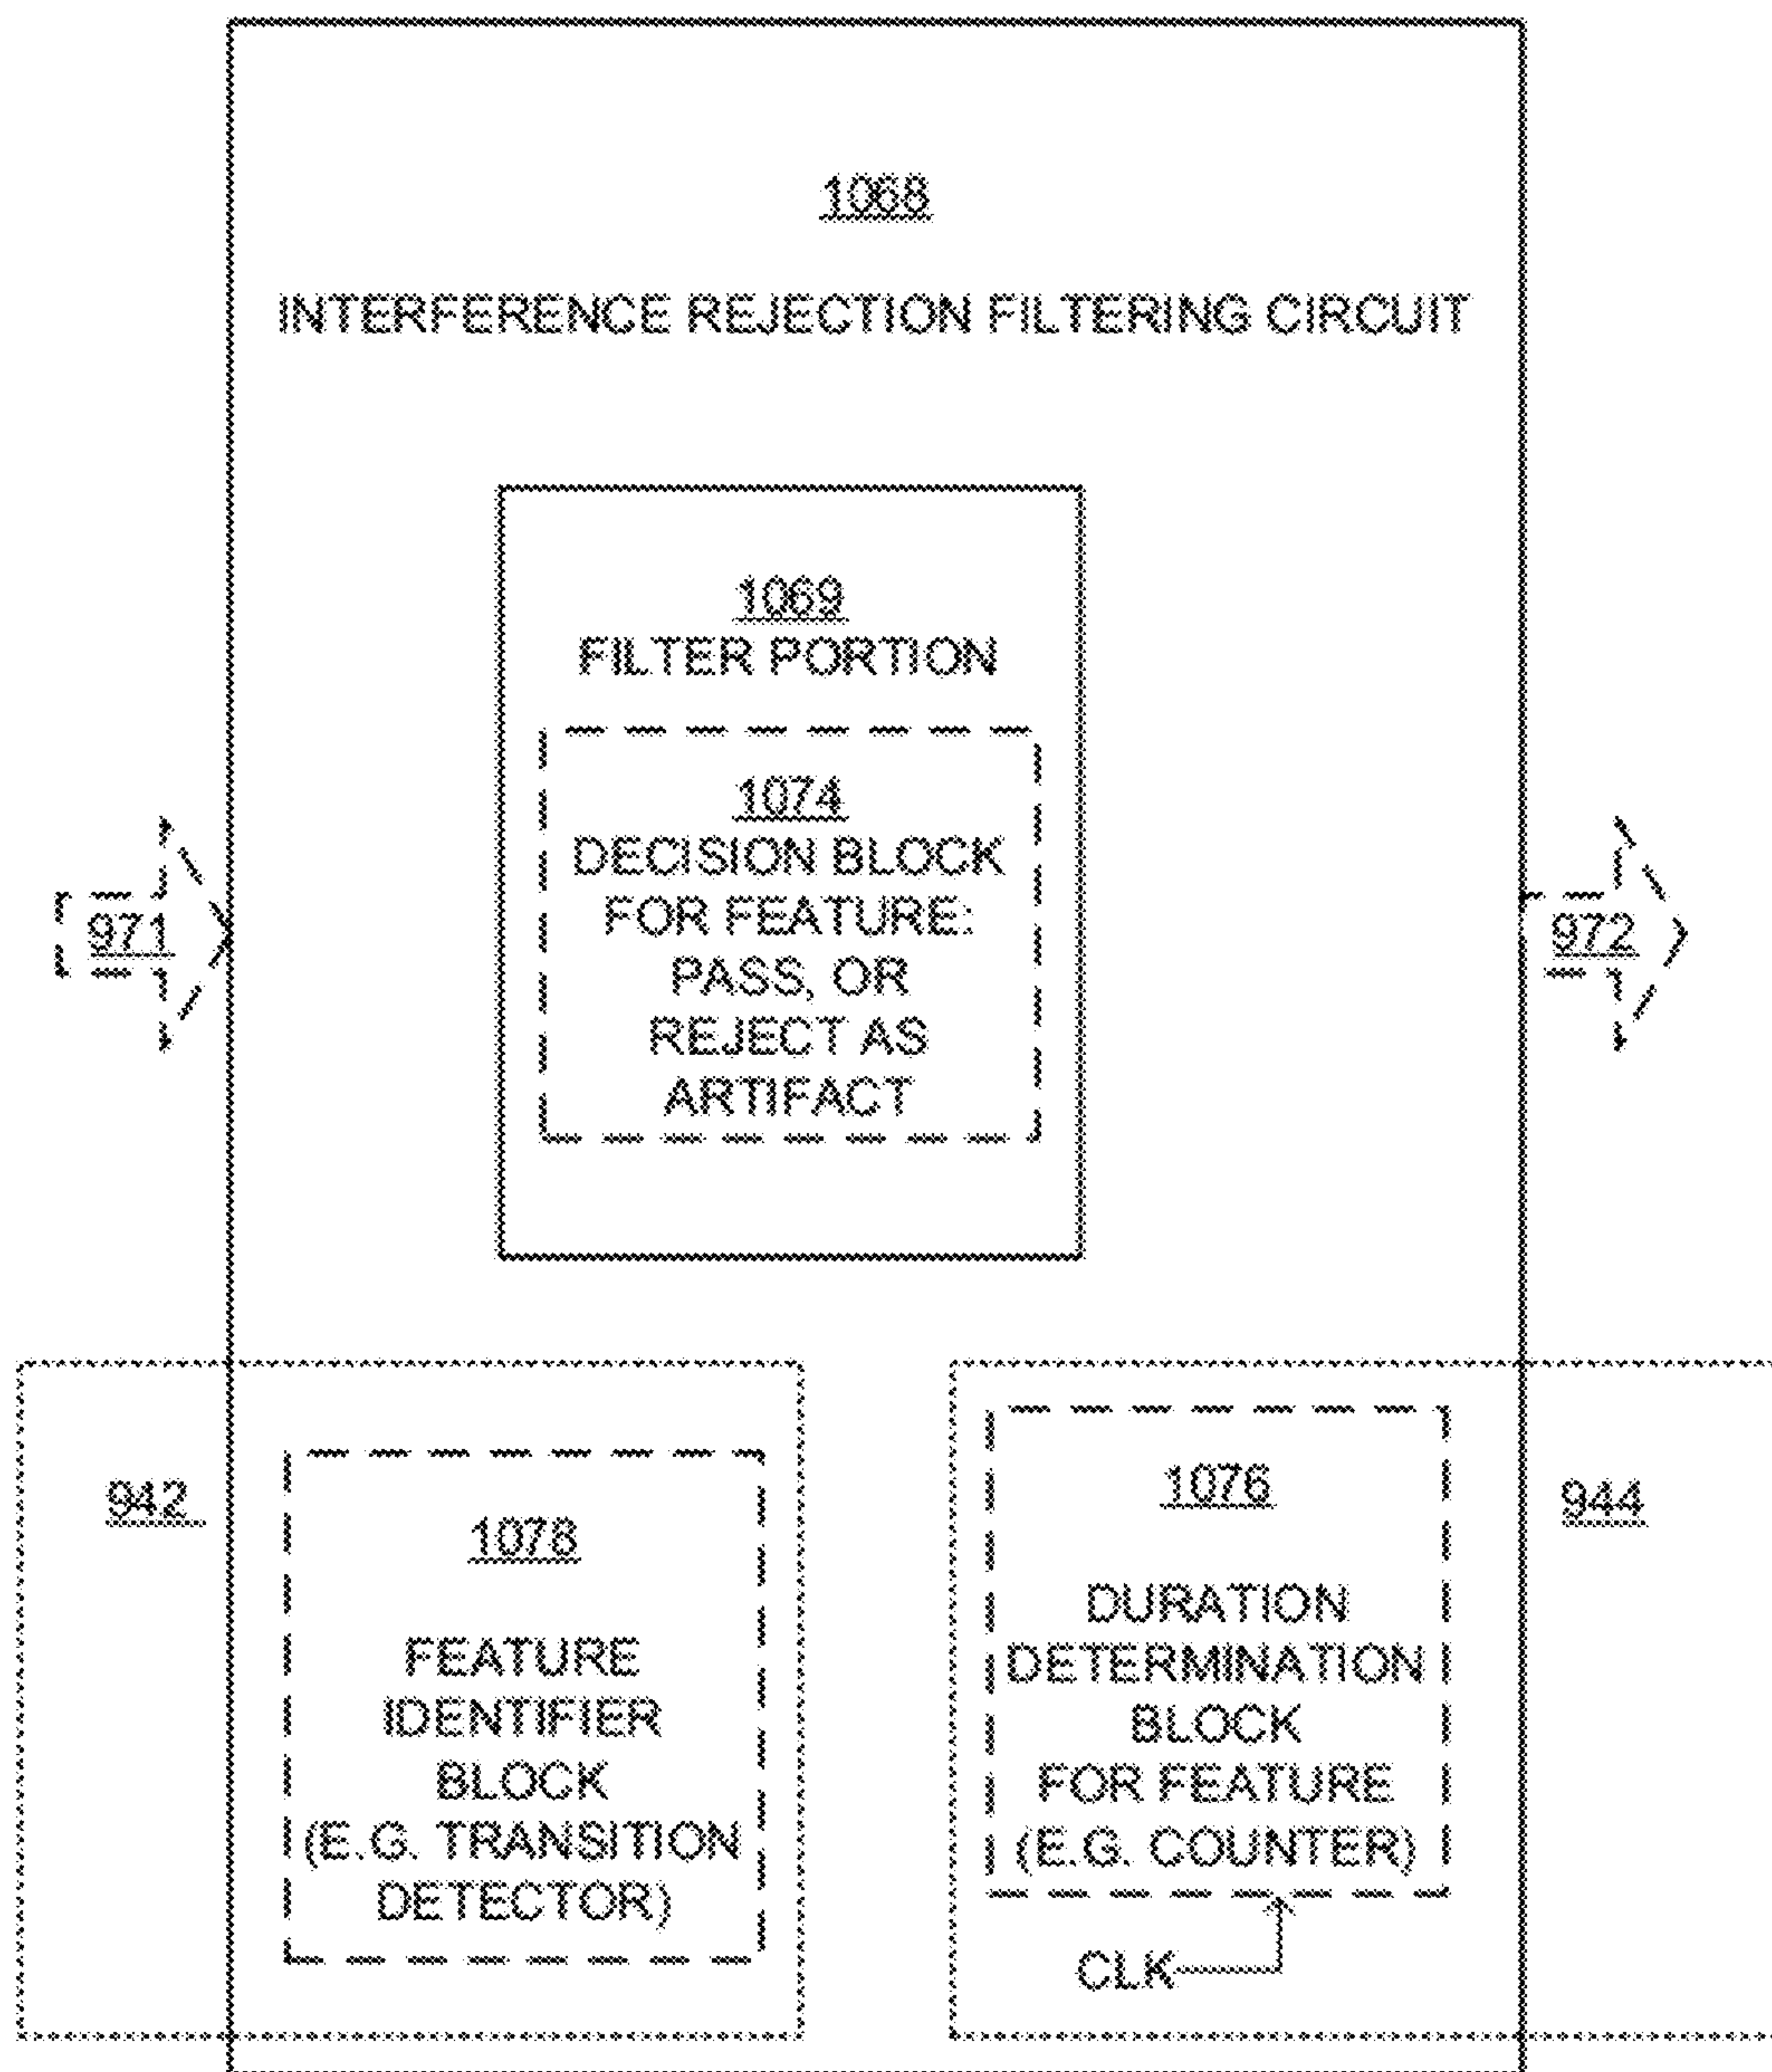 1068
INTERFERENCE REJECTION FILTERING CIRCUIT
1069
FILTER PORTION
1074
DECISION BLOCK
FOR FEATURE:
PASS, OR
REJECT AS
ARTIFACT
971
972
942
1078
FEATURE
IDENTIFIER
BLOCK
(E.G. TRANSITION
DETECTOR)
1076
DURATION
DETERMINATION
BLOCK
FOR FEATURE
(E.G. COUNTER)
CLK
944